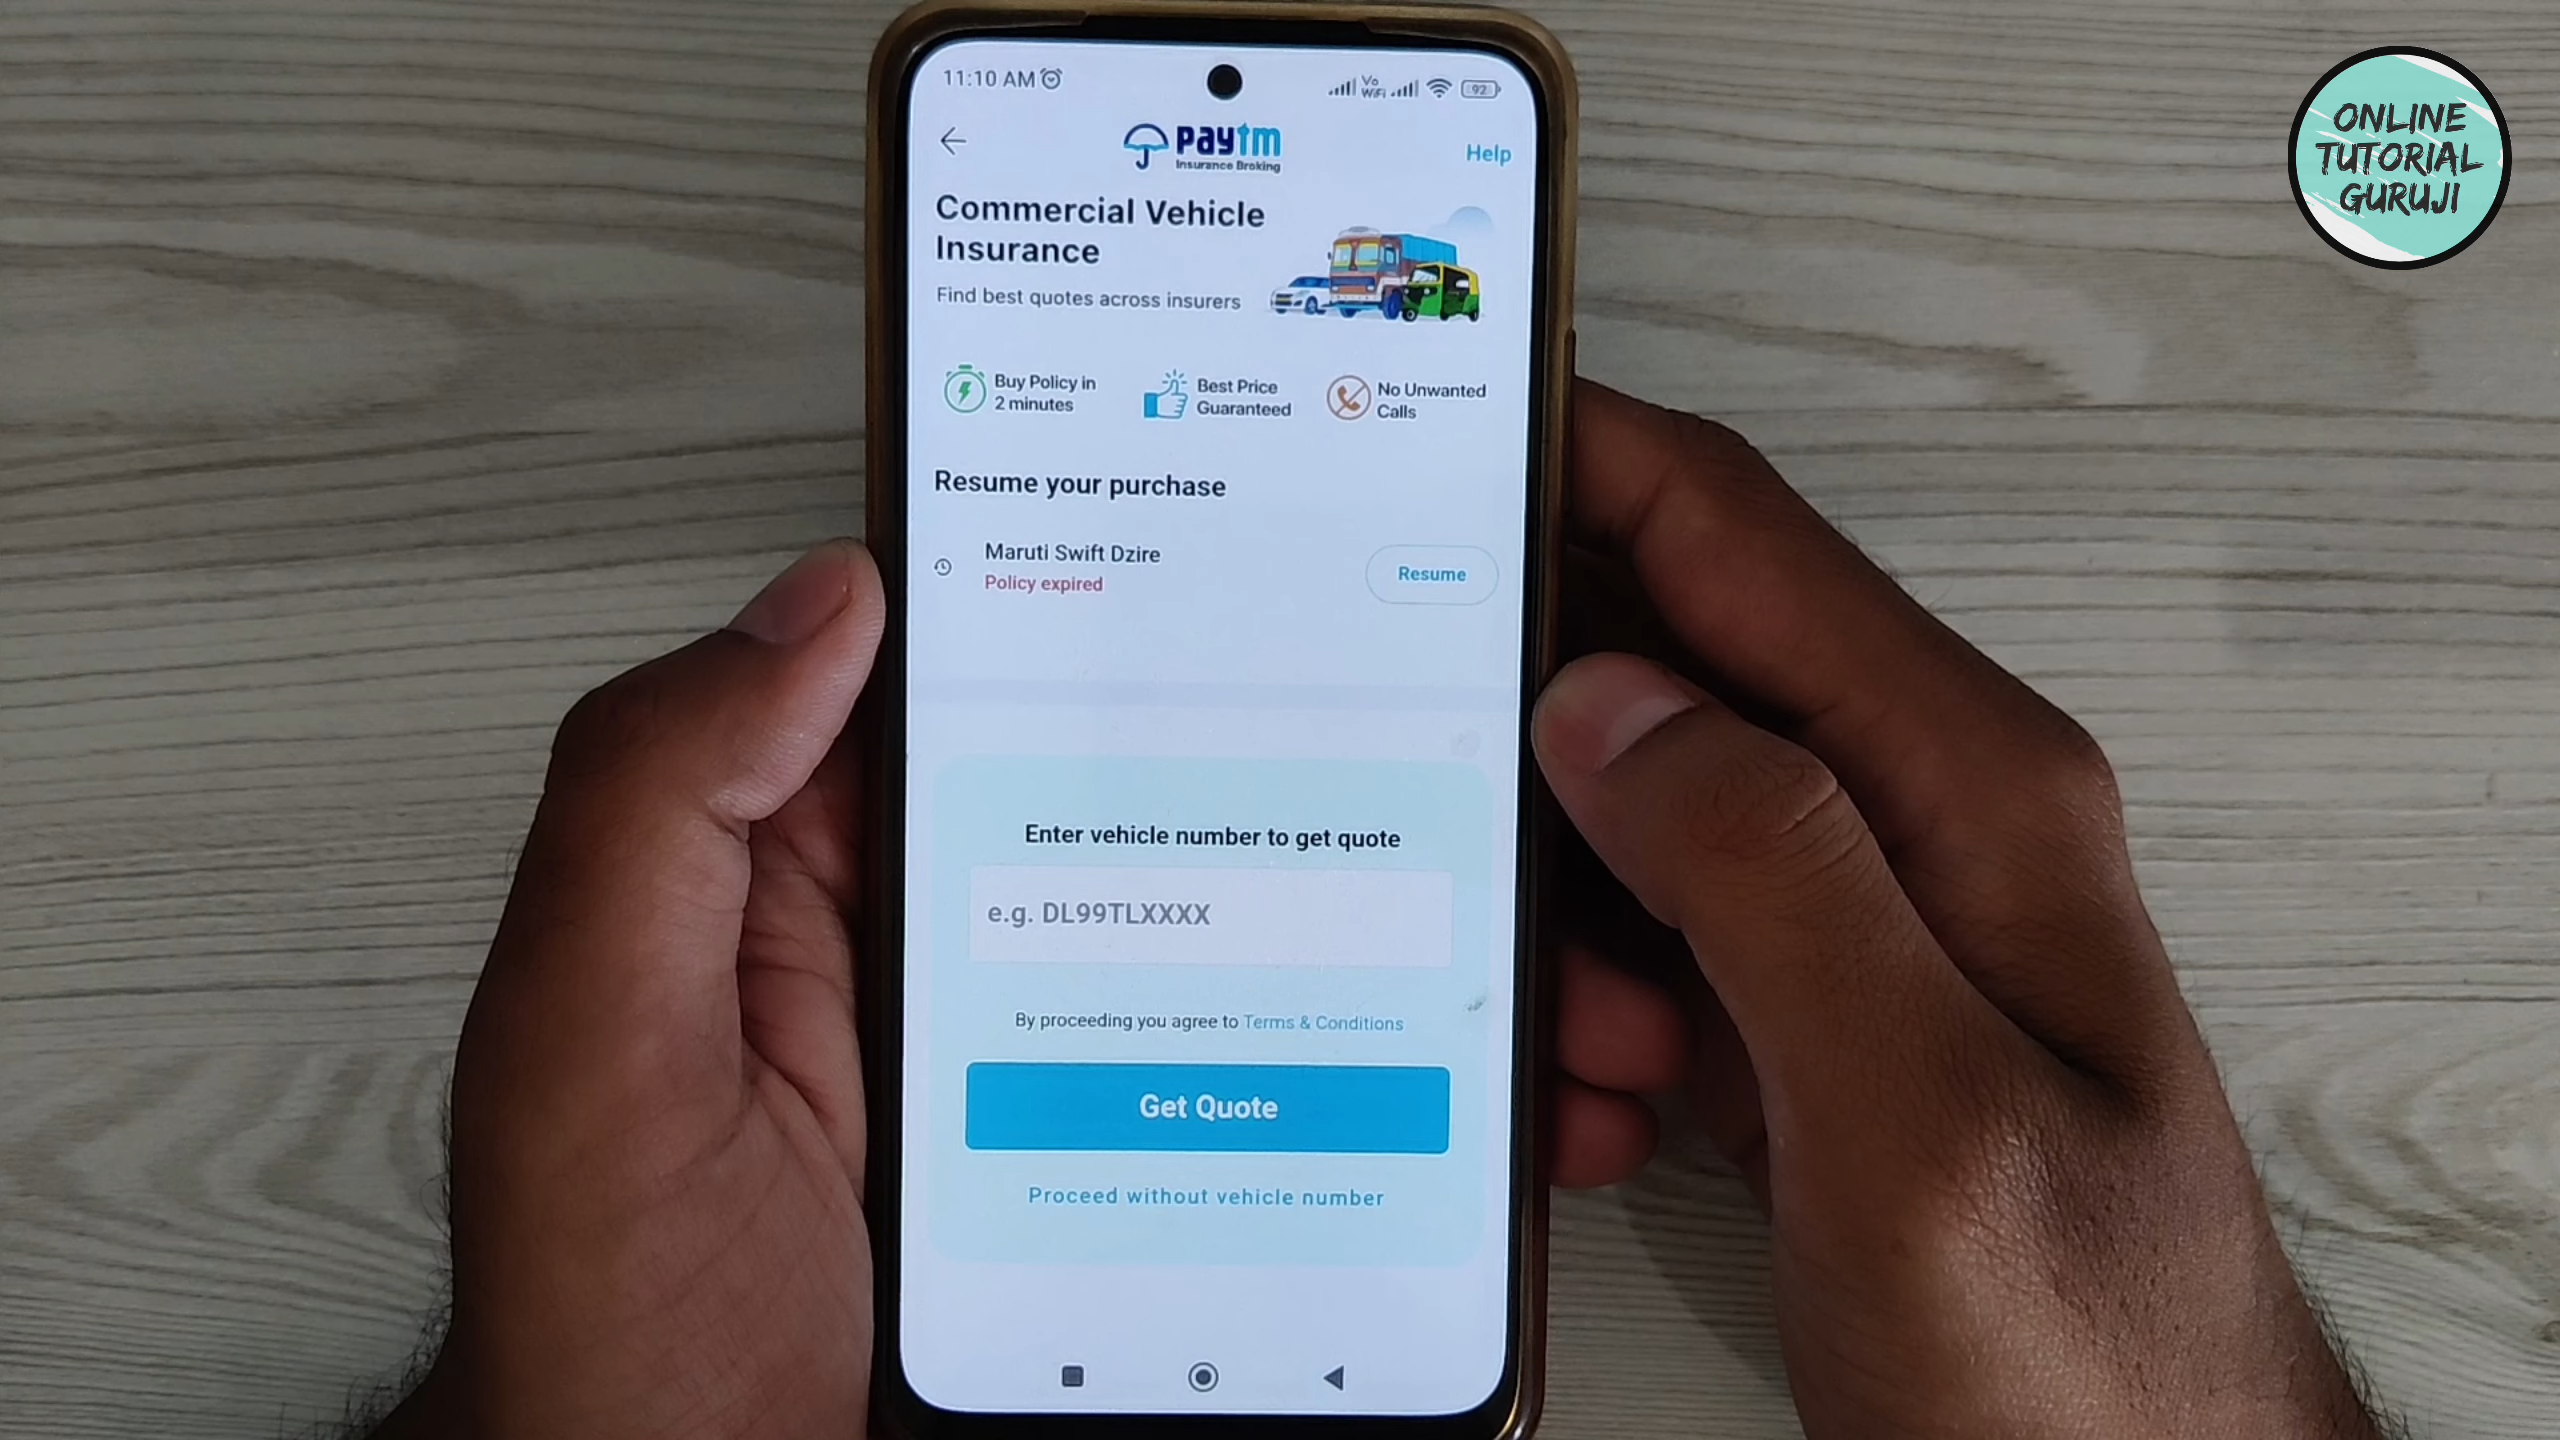 11:10 AM
Vo
WiFi
92
paytm
Insurance Broking
Help
Commercial Vehicle
Insurance
Find best quotes across insurers
Buy Policy in
2 minutes
Best Price
Guaranteed
No Unwanted
Calls
Resume your purchase
Maruti Swift Dzire
Policy expired
Resume
Enter vehicle number to get quote
e.g. DL99TLXXXX
By proceeding you agree to Terms & Conditions
Get Quote
Proceed without vehicle number
ONLINE
TUTORIAL
GURUJI